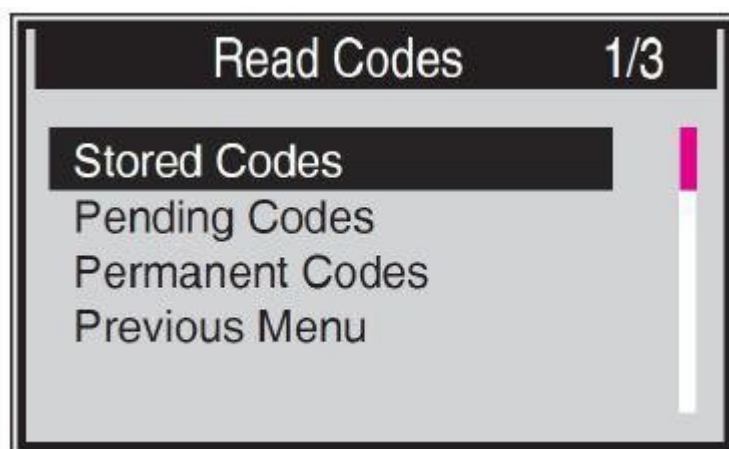 Read Codes 1/3
Stored Codes
Pending Codes
Permanent Codes
Previous Menu